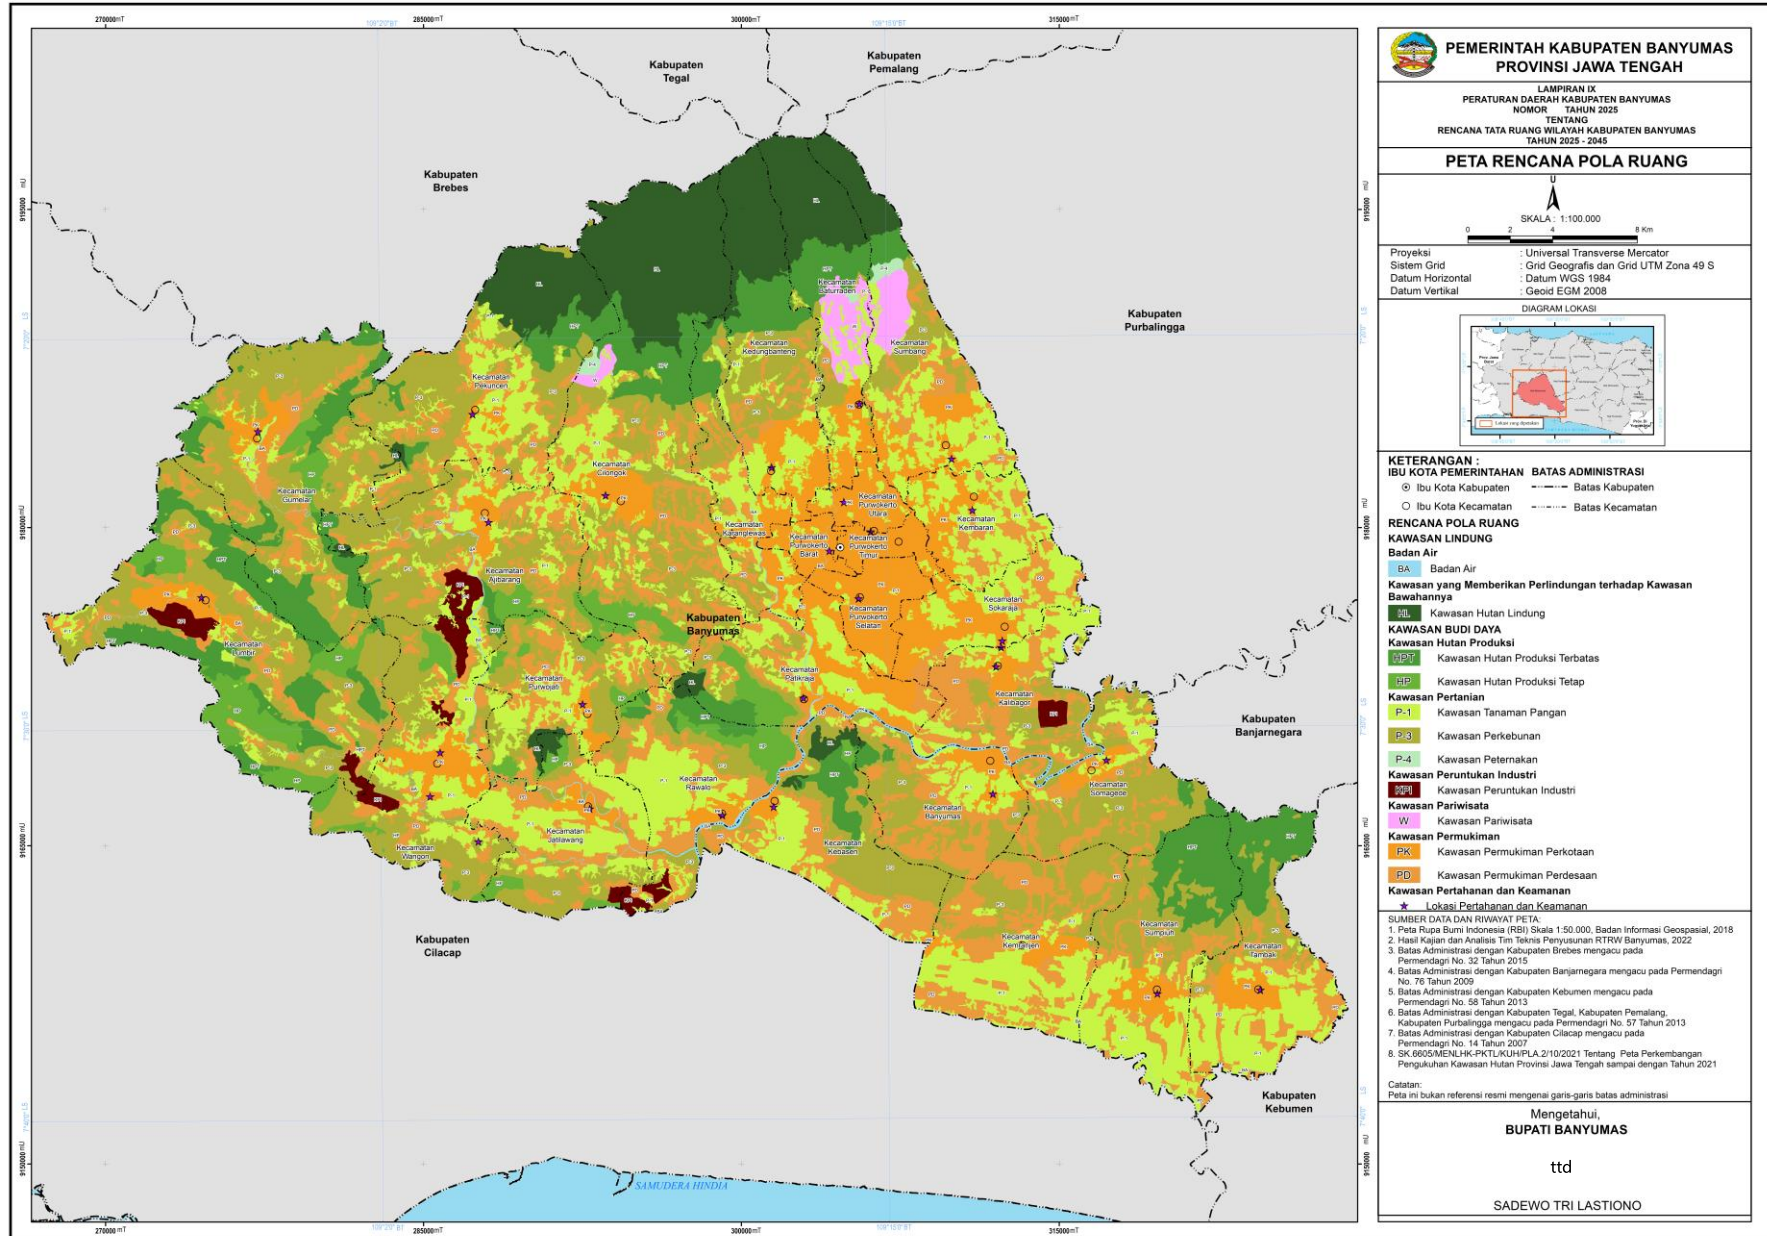 PEMERINTAH KABUPATEN BANYUMAS
PROVINSI JAWA TENGAH
LAMPIRAN IX
PERATURAN DAERAH KABUPATEN BANYUMAS
NOMOR TAHUN 2025
TENTANG
RENCANA TATA RUANG WILAYAH KABUPATEN BANYUMAS
TAHUN 2025 - 2045
PETA RENCANA POLA RUANG
U
SKALA : 1:100.000
0 2 4 8 Km
Proyeksi : Universal Transverse Mercator
Sistem Grid : Grid Geografis dan Grid UTM Zona 49 S
Datum Horizontal : Datum WGS 1984
Datum Vertikal : Geoid EGM 2008
DIAGRAM LOKASI
Lokasi yang dipetakan
KETERANGAN :
IBU KOTA PEMERINTAHAN BATAS ADMINISTRASI
Ibu Kota Kabupaten Batas Kabupaten
Ibu Kota Kecamatan Batas Kecamatan
RENCANA POLA RUANG
KAWASAN LINDUNG
Badan Air
BA Badan Air
Kawasan yang Memberikan Perlindungan terhadap Kawasan
Bawahannya
HL Kawasan Hutan Lindung
KAWASAN BUDI DAYA
Kawasan Hutan Produksi
HPT Kawasan Hutan Produksi Terbatas
HP Kawasan Hutan Produksi Tetap
Kawasan Pertanian
P-1 Kawasan Tanaman Pangan
P-3 Kawasan Perkebunan
P-4 Kawasan Peternakan
Kawasan Peruntukan Industri
KPI Kawasan Peruntukan Industri
Kawasan Pariwisata
W Kawasan Pariwisata
Kawasan Permukiman
PK Kawasan Permukiman Perkotaan
PD Kawasan Permukiman Perdesaan
Kawasan Pertahanan dan Keamanan
Lokasi Pertahanan dan Keamanan
SUMBER DATA DAN RIWAYAT PETA:
1. Peta Rupa Bumi Indonesia (RBI) Skala 1:50.000, Badan Informasi Geospasial, 2018
2. Hasil Kajian dan Analisis Tim Teknis Penyusunan RTRW Banyumas, 2022
3. Batas Administrasi dengan Kabupaten Brebes mengacu pada
Permendagri No. 32 Tahun 2015
4. Batas Administrasi dengan Kabupaten Banjarnegara mengacu pada Permendagri
No. 76 Tahun 2009
5. Batas Administrasi dengan Kabupaten Kebumen mengacu pada
Permendagri No. 58 Tahun 2013
6. Batas Administrasi dengan Kabupaten Tegal, Kabupaten Pemalang,
Kabupaten Purbalingga mengacu pada Permendagri No. 57 Tahun 2013
7. Batas Administrasi dengan Kabupaten Cilacap mengacu pada
Permendagri No. 14 Tahun 2007
8. SK.6605/MENLHK-PKTL/KUH/PLA.2/10/2021 Tentang Peta Perkembangan
Pengukuhan Kawasan Hutan Provinsi Jawa Tengah sampai dengan Tahun 2021
Catatan:
Peta ini bukan referensi resmi mengenai garis-garis batas administrasi
Mengetahui,
BUPATI BANYUMAS
ttd
SADEWO TRI LASTIONO
270000mT 285000mT 300000mT 315000mT
Kabupaten
Tegal
Kabupaten
Pemalang
Kabupaten
Brebes
Kabupaten
Purbalingga
Kabupaten
Banjarnegara
Kabupaten
Cilacap
Kabupaten
Kebumen
Kabupaten
Banyumas
Kecamatan
Baturraden
Kecamatan
Kedungbanteng
Kecamatan
Sumbang
Kecamatan
Pekuncen
Kecamatan
Cilongok
Kecamatan
Gumelar
Kecamatan
Purwokerto
Utara
Kecamatan
Karanglewas
Kecamatan
Purwokerto
Barat
Kecamatan
Purwokerto
Timur
Kecamatan
Kembaran
Kecamatan
Ajibarang
Kecamatan
Sokaraja
Kecamatan
Purwokerto
Selatan
Kecamatan
Lumbir
Kecamatan
Purwojati
Kecamatan
Patikraja
Kecamatan
Kalibagor
Kecamatan
Rawalo
Kecamatan
Somagede
Kecamatan
Banyumas
Kecamatan
Jatilawang
Kecamatan
Kebasen
Kecamatan
Wangon
Kecamatan
Kemranjen
Kecamatan
Sumpiuh
Kecamatan
Tambak
SAMUDERA HINDIA
270000mT 285000mT 300000mT 315000mT